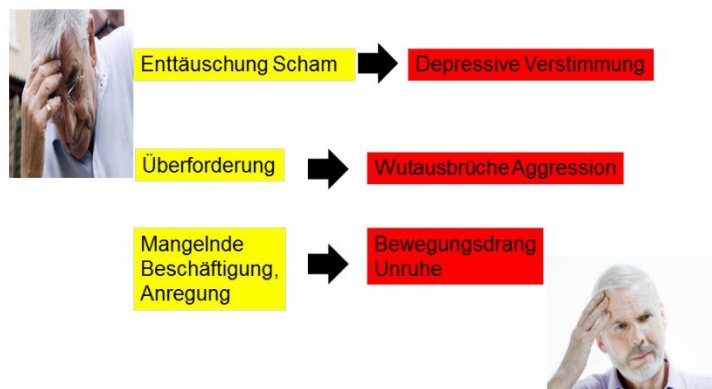 Enttäuschung Scham
Depressive Verstimmung
Überforderung
Wutausbrüche Aggression
Mangelnde
Beschäftigung,
Anregung
Bewegungsdrang
Unruhe